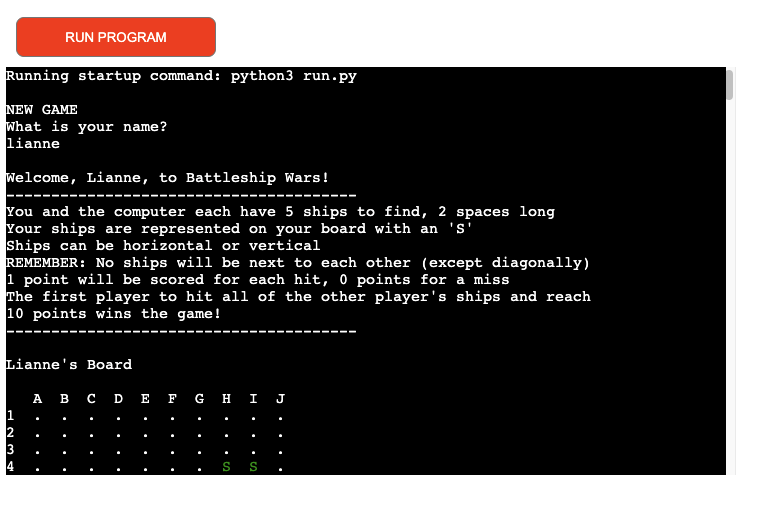 RUN PROGRAM
Running startup command: python3 run.py
NEW GAME
What is your name?
lianne
Welcome, Lianne, to Battleship Wars!
---------------------------------------
You and the computer each have 5 ships to find, 2 spaces long
Your ships are represented on your board with an 'S'
Ships can be horizontal or vertical
REMEMBER: No ships will be next to each other (except diagonally)
1 point will be scored for each hit, 0 points for a miss
The first player to hit all of the other player's ships and reach
10 points wins the game!
---------------------------------------
Lianne's Board
A B C D E F G H I J
1 . . . . . . . . . .
2 . . . . . . . . . .
3 . . . . . . . . . .
4 . . . . . . . S S .